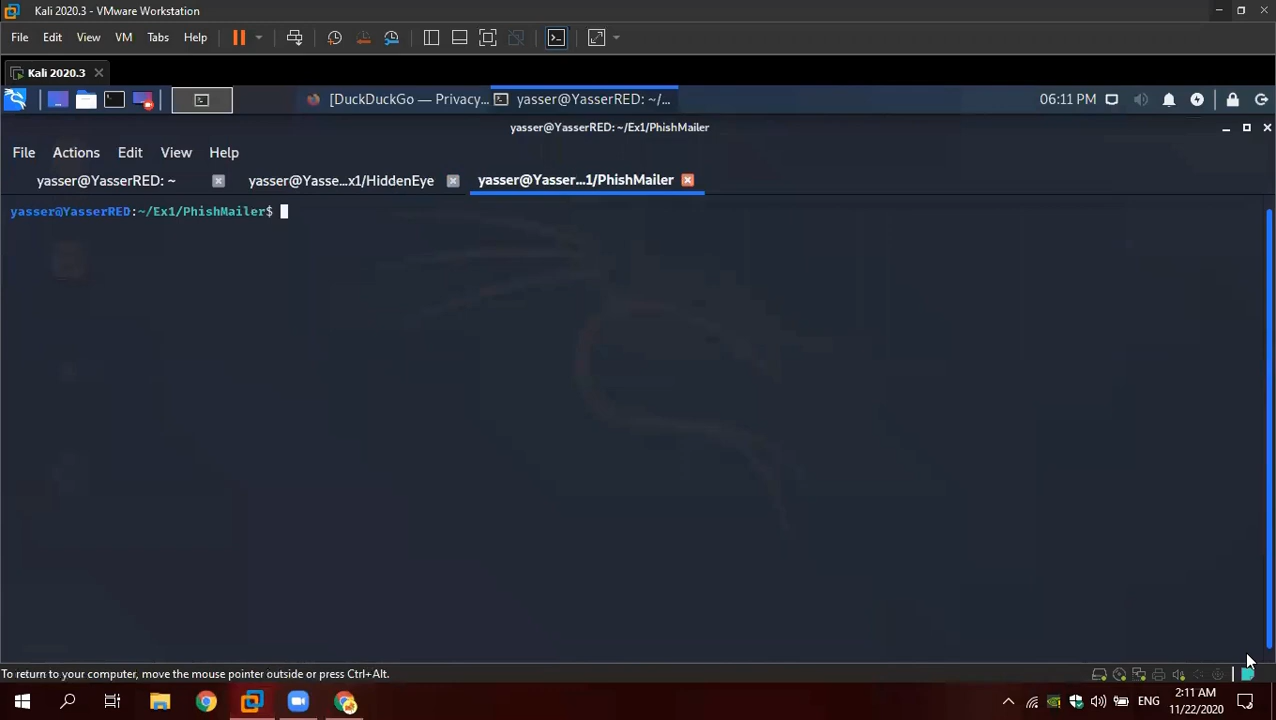 Kali 2020.3 - VMware Workstation
File Edit View VM Tabs Help
Kali 2020.3
[DuckDuckGo — Privacy... yasser@YasserRED: ~/... 06:11 PM
yasser@YasserRED: ~/Ex1/PhishMailer
File Actions Edit View Help
yasser@YasserRED: ~ yasser@Yasse...x1/HiddenEye yasser@Yasser...1/PhishMailer
yasser@YasserRED:~/Ex1/PhishMailer$
To return to your computer, move the mouse pointer outside or press Ctrl+Alt.
ENG 2:11 AM
11/22/2020